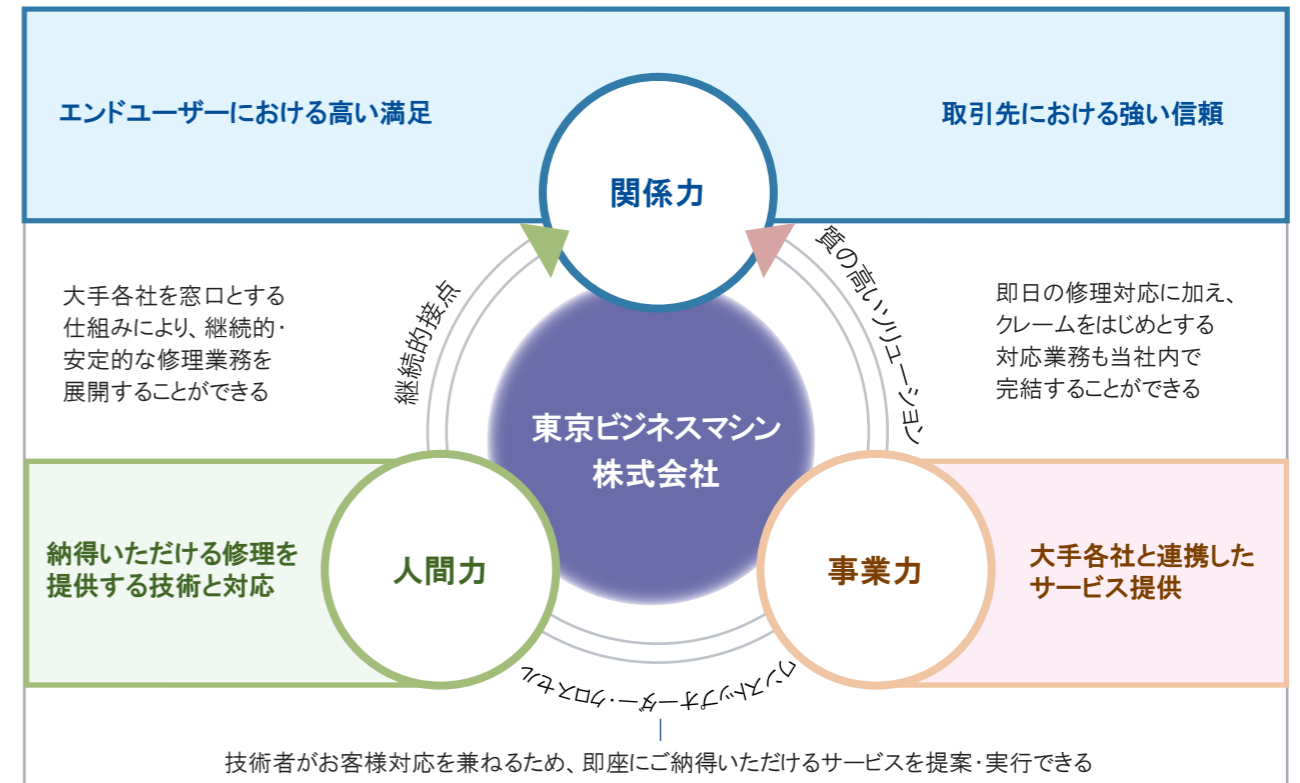 エンドユーザーにおける高い満足
取引先における強い信頼
関係力
継続的接点
質の高いソリューション
大手各社を窓口とする
仕組みにより、継続的・
安定的な修理業務を
展開することができる
即日の修理対応に加え、
クレームをはじめとする
対応業務も当社内で
完結することができる
東京ビジネスマシン
株式会社
納得いただける修理を
提供する技術と対応
人間力
事業力
大手各社と連携した
サービス提供
ワンストップオーダー・クロスセル
技術者がお客様対応を兼ねるため、即座にご納得いただけるサービスを提案・実行できる